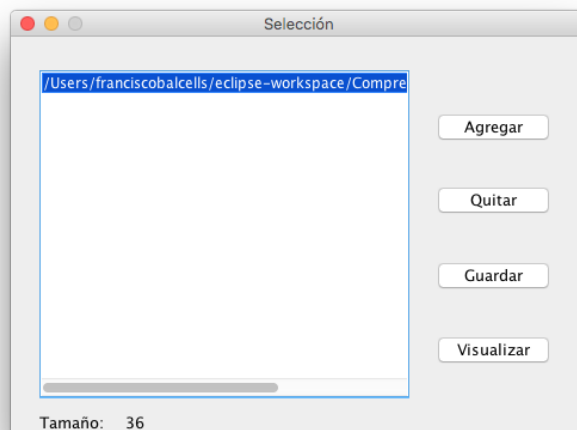 Selección
/Users/franciscobalcells/eclipse-workspace/Compre
Agregar
Quitar
Guardar
Visualizar
Tamaño: 36